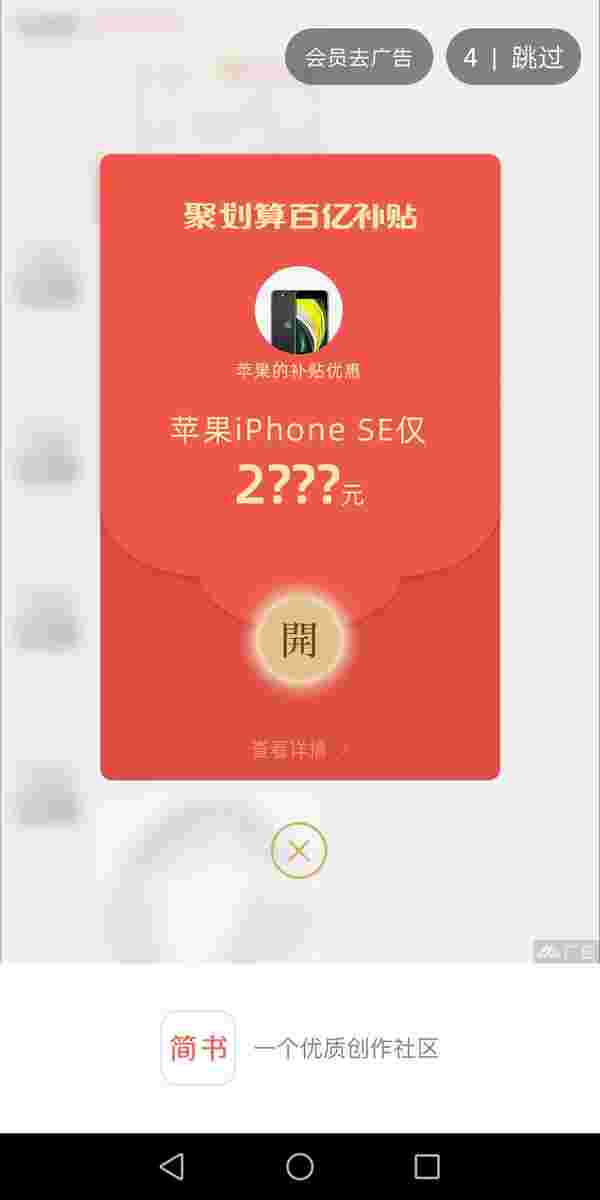 会员去广告
4 | 跳过
聚划算百亿补贴
苹果的补贴优惠
苹果iPhone SE仅
2???元
開
查看详情
广告
简书
一个优质创作社区